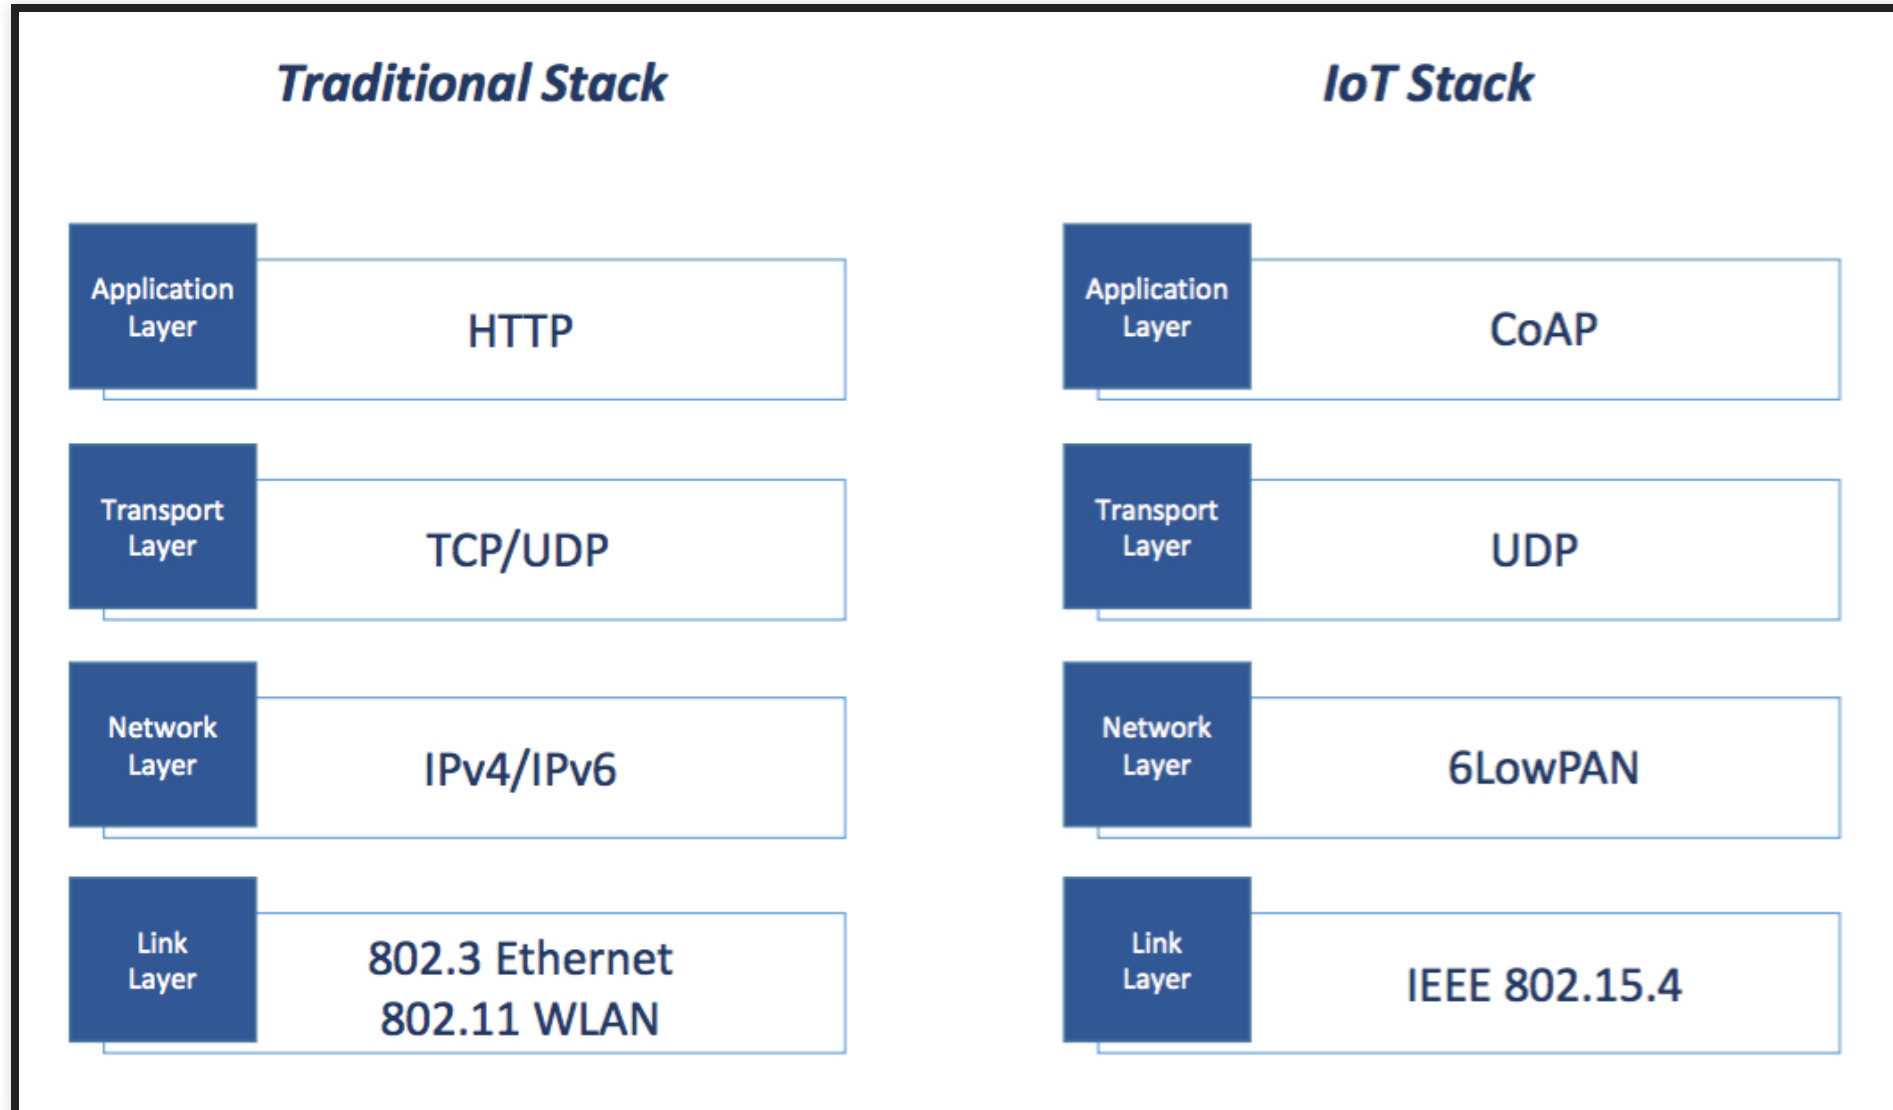 Traditional Stack
Application
Layer
HTTP
Transport
Layer
TCP/UDP
Network
Layer
IPv4/IPv6
Link
Layer
802.3 Ethernet
802.11 WLAN
IoT Stack
Application
Layer
CoAP
Transport
Layer
UDP
Network
Layer
6LowPAN
Link
Layer
IEEE 802.15.4